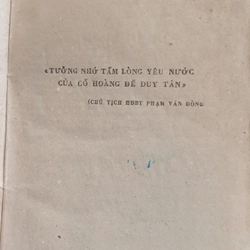 «TƯỞNG NHỚ TẤM LÒNG YÊU NƯỚC
CỦA CỐ HOÀNG ĐẾ DUY TÂN»
(CHỦ TỊCH HĐBT PHẠM VĂN ĐỒNG